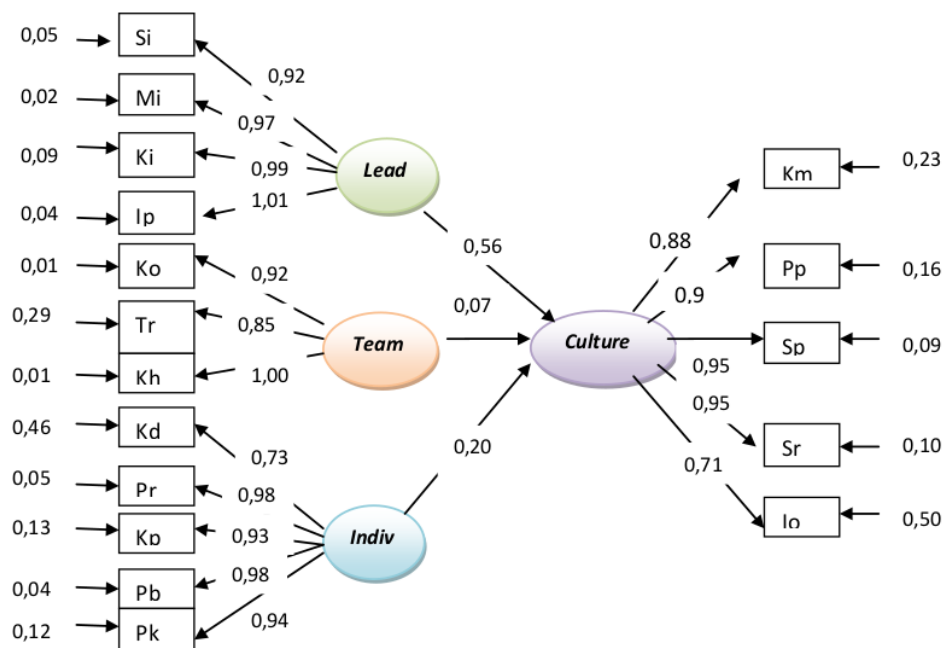 0,05 Si
0,92
0,02 Mi
0,97
0,09 Ki
0,99
0,04 Ip
1,01
Lead
0,01 Ko
0,92
0,29 Tr
0,85
0,01 Kh
1,00
Team
0,46 Kd
0,73
0,05 Pr
0,98
0,13 Kp
0,93
0,04 Pb
0,98
0,12 Pk
0,94
Indiv
0,56
0,07
0,20
Culture
0,88
Km 0,23
0,9
Pp 0,16
0,95
Sp 0,09
0,95
Sr 0,10
0,71
Io 0,50